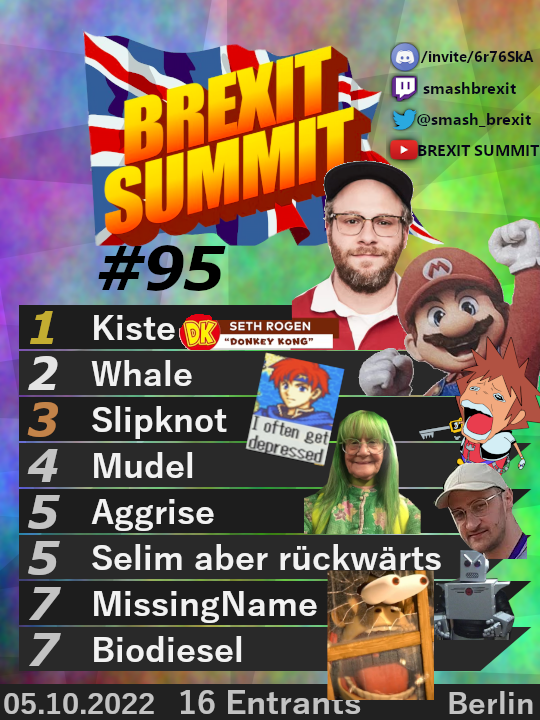 BREXIT
SUMMIT
/invite/6r76SkA
smashbrexit
@smash_brexit
BREXIT SUMMIT
#95
1 Kiste
DK SETH ROGEN
"DONKEY KONG"
2 Whale
3 Slipknot
I often get
depressed
4 Mudel
5 Aggrise
5 Selim aber rückwärts
7 MissingName
7 Biodiesel
05.10.2022 16 Entrants Berlin